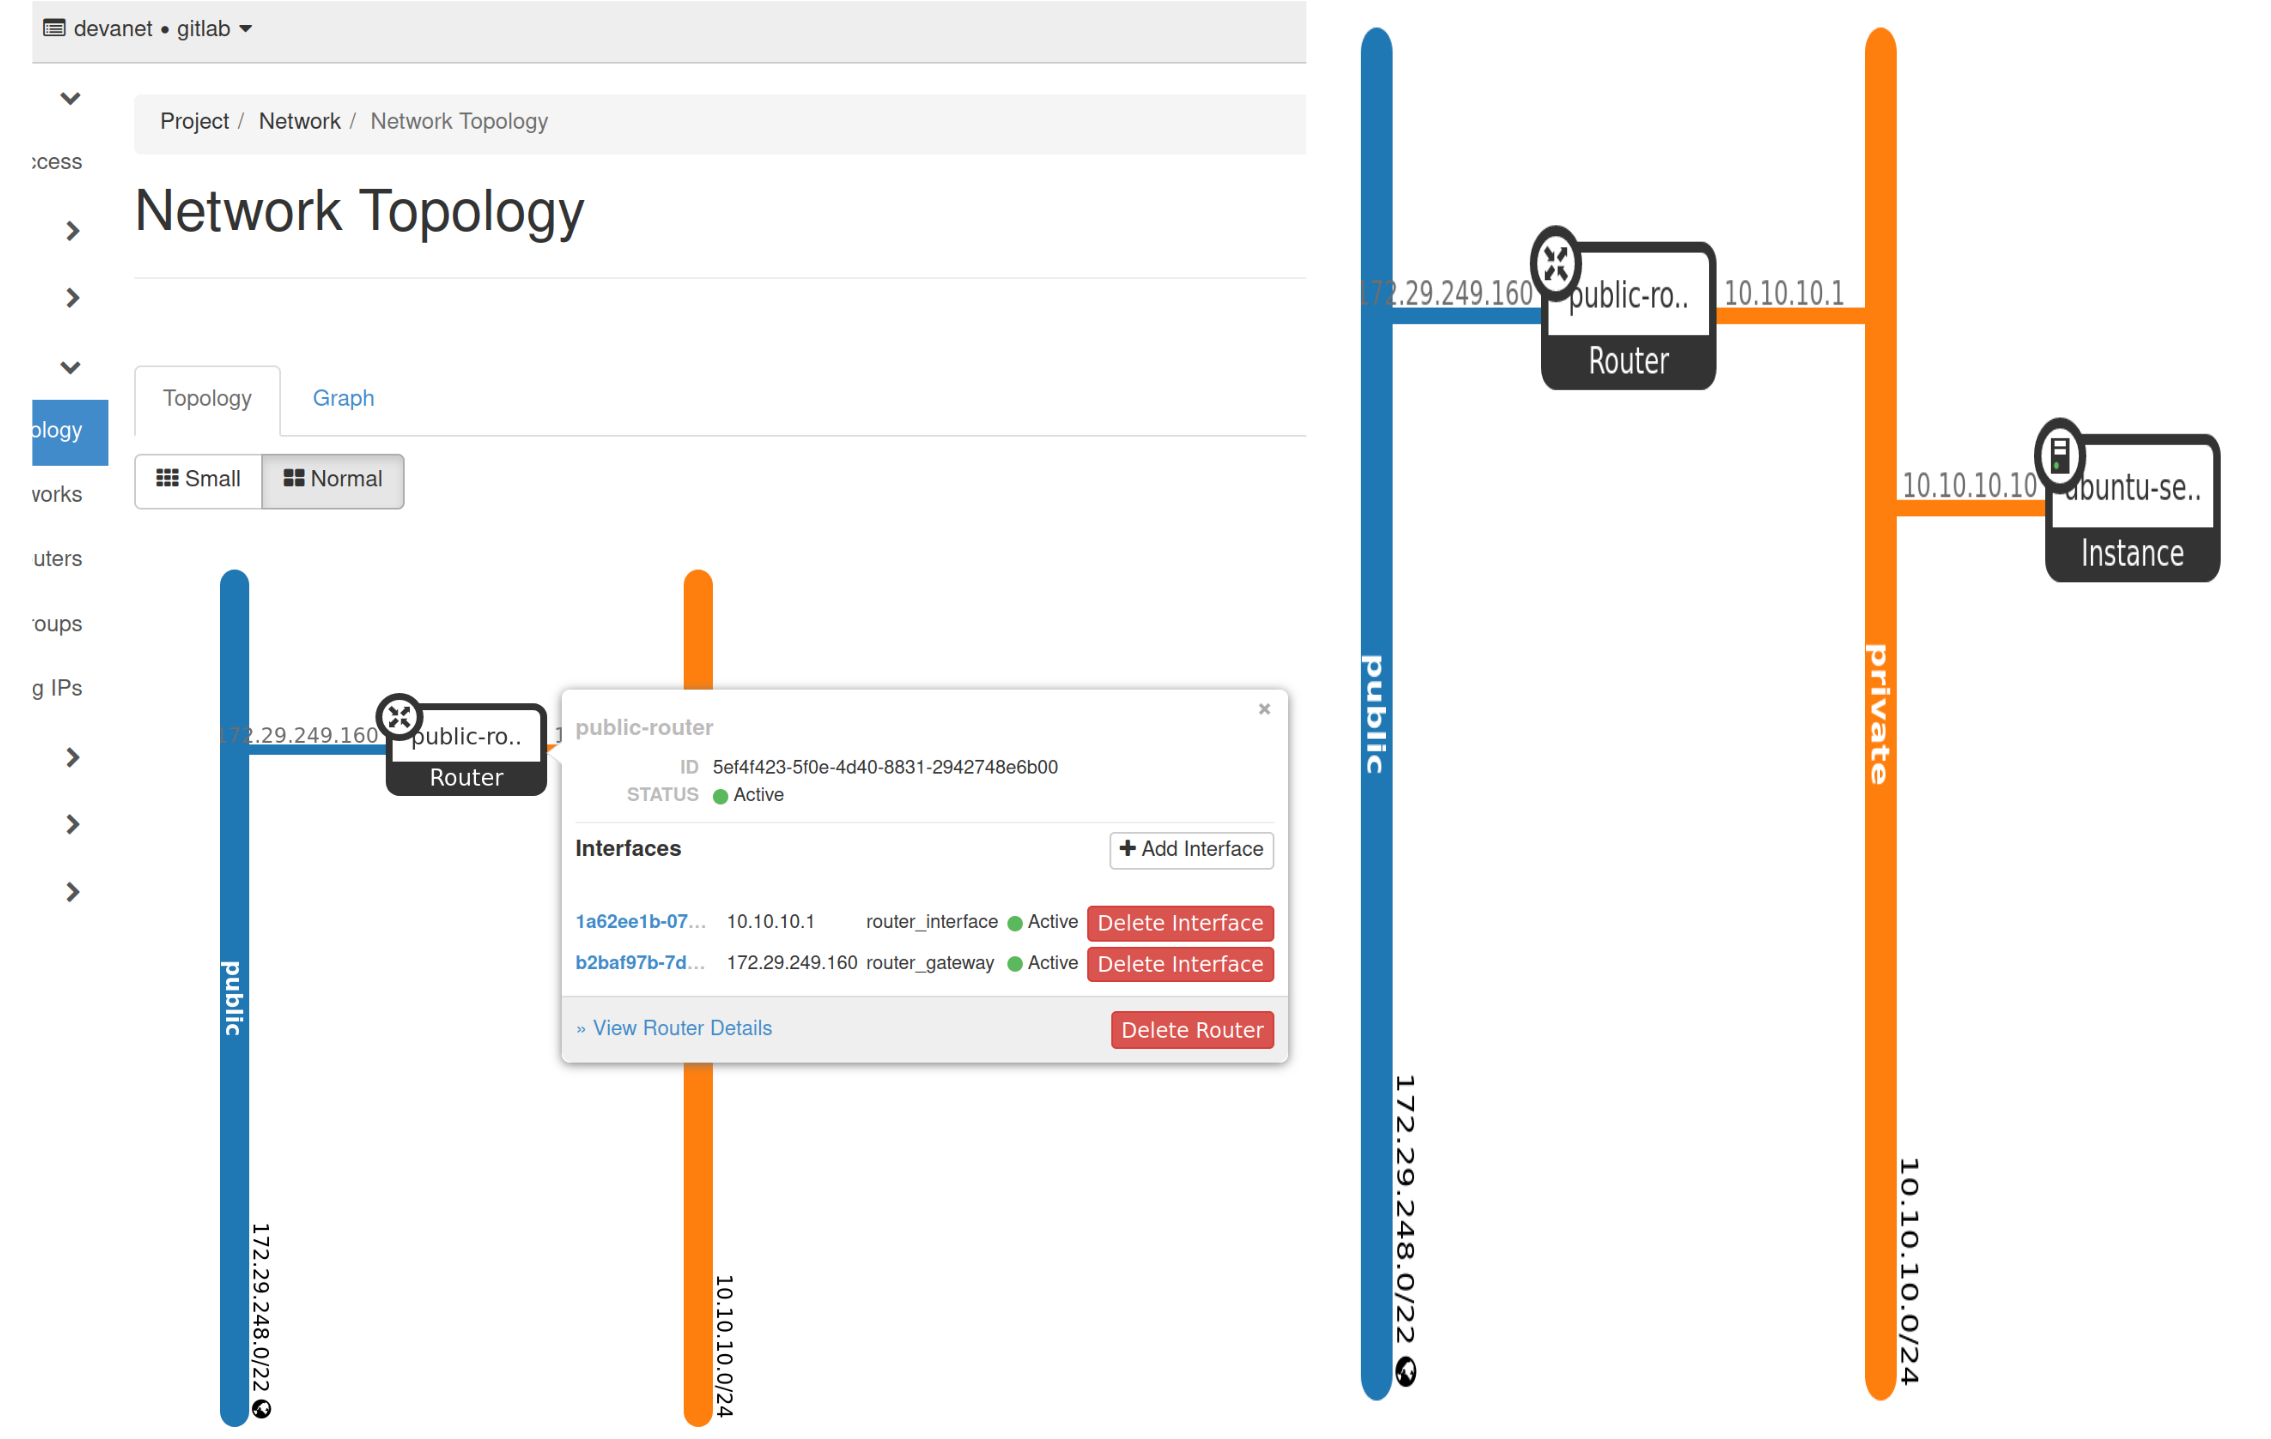 devanet • gitlab
Project / Network / Network Topology
ccess
Network Topology
Topology Graph
ology
Small Normal
works
uters
roups
g IPs
172.29.249.160
public-ro..
1
Router
public
172.29.248.0/22
10.10.10.0/24
public-router
ID 5ef4f423-5f0e-4d40-8831-2942748e6b00
STATUS Active
Interfaces
Add Interface
1a62ee1b-07... 10.10.10.1 router_interface Active Delete Interface
b2baf97b-7d... 172.29.249.160 router_gateway Active Delete Interface
» View Router Details
Delete Router
172.29.249.160
public-ro..
10.10.10.1
Router
10.10.10.10
ubuntu-se..
Instance
public
private
172.29.248.0/22
10.10.10.0/24